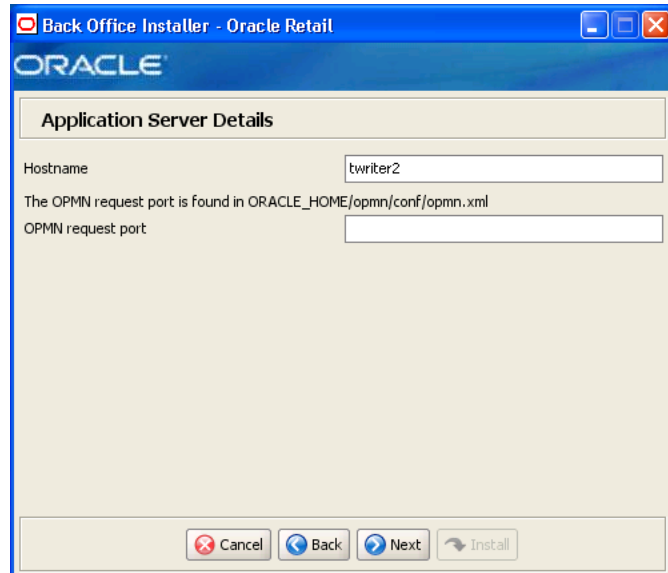 Back Office Installer - Oracle Retail
ORACLE
Application Server Details
Hostname
twriter2
The OPMN request port is found in ORACLE_HOME/opmn/conf/opmn.xml
OPMN request port
Cancel Back Next Install